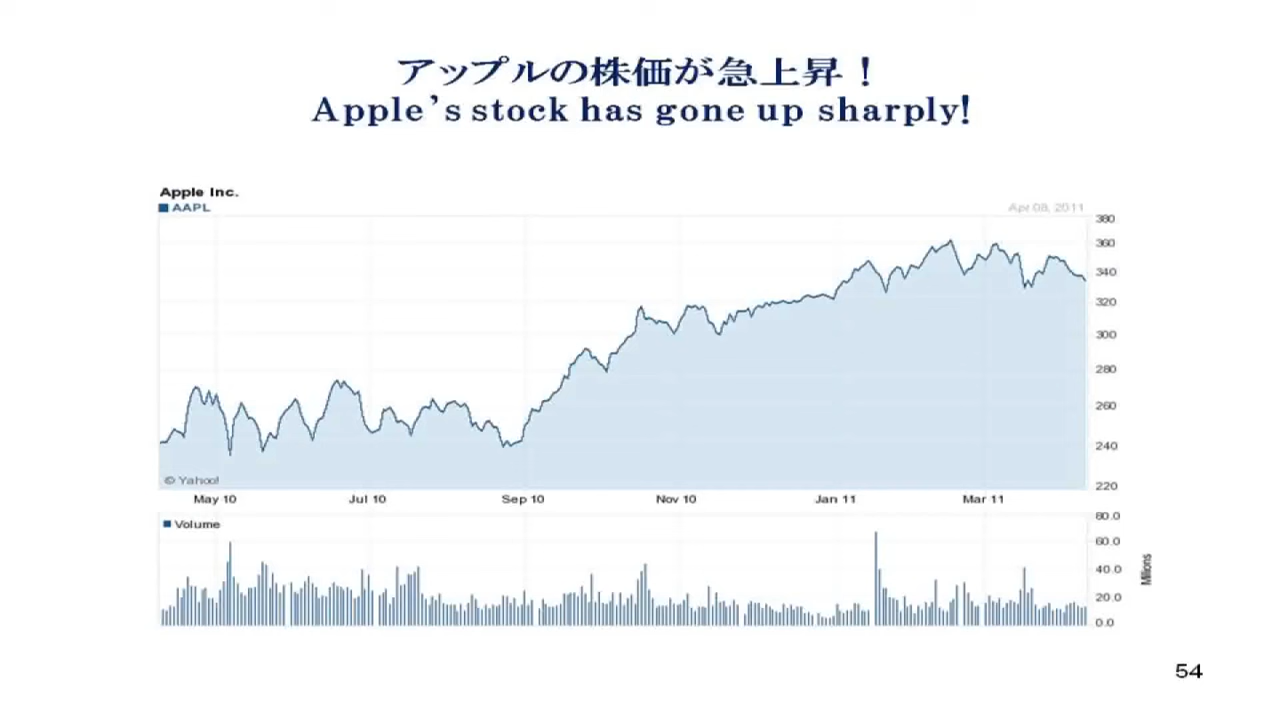 アップルの株価が急上昇！
Apple's stock has gone up sharply!
Apple Inc.
AAPL
Apr 08, 2011
380
360
340
320
300
280
260
240
220
© Yahoo!
May 10
Jul 10
Sep 10
Nov 10
Jan 11
Mar 11
Volume
80.0
60.0
40.0
20.0
0.0
Millions
54